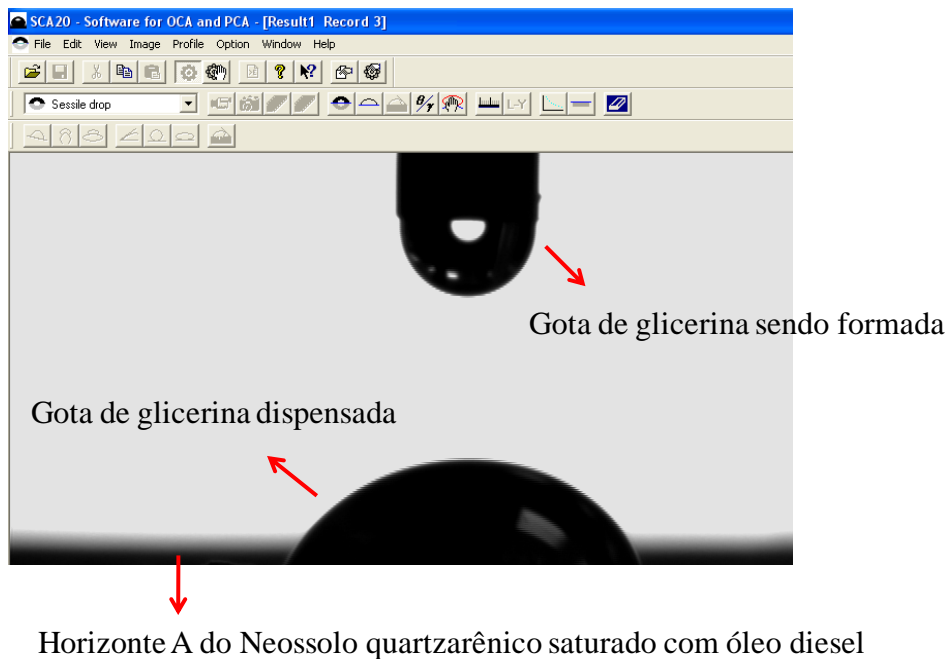 SCA20 - Software for OCA and PCA - [Result1 Record 3]
File Edit View Image Profile Option Window Help
Sessile drop
θ/γ
L-Y
Gota de glicerina sendo formada
Gota de glicerina dispensada
Horizonte A do Neossolo quartzarênico saturado com óleo diesel